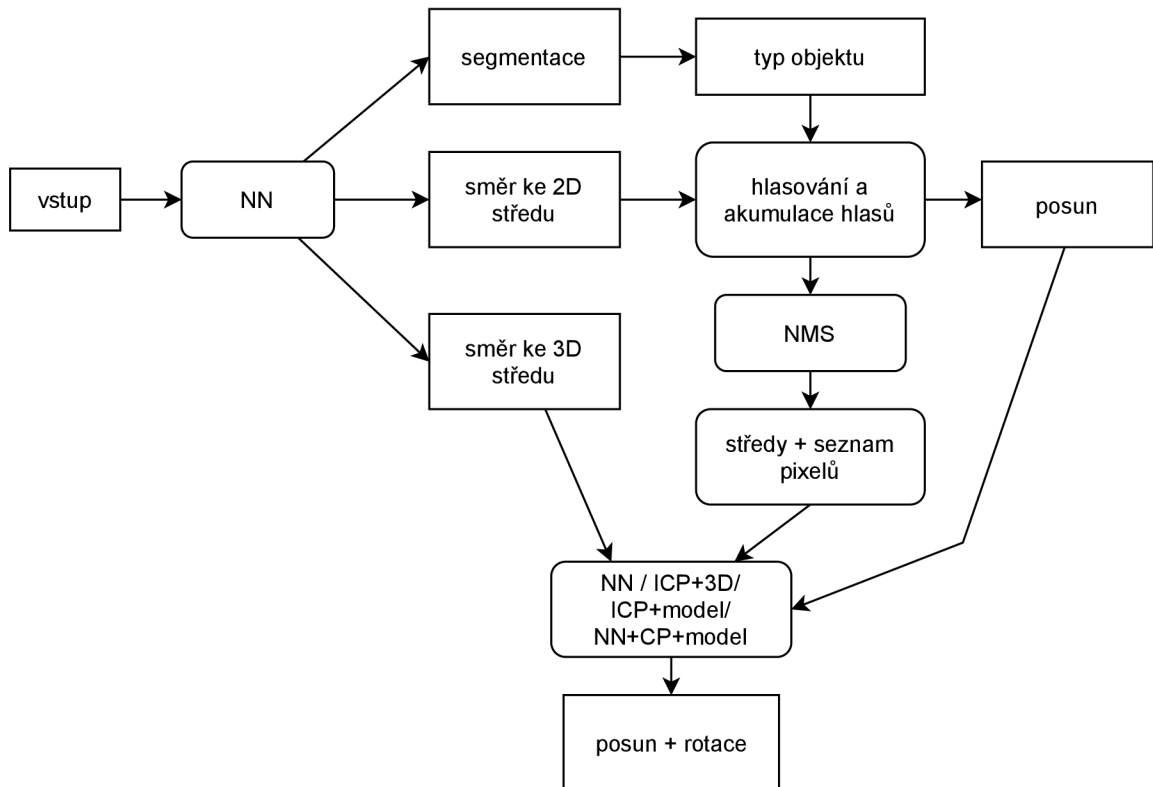 segmentace
typ objektu
vstup
NN
směr ke 2D
středu
hlasování a
akumulace hlasů
posun
směr ke 3D
středu
NMS
středy + seznam
pixelů
NN / ICP+3D/
ICP+model/
NN+CP+model
posun + rotace